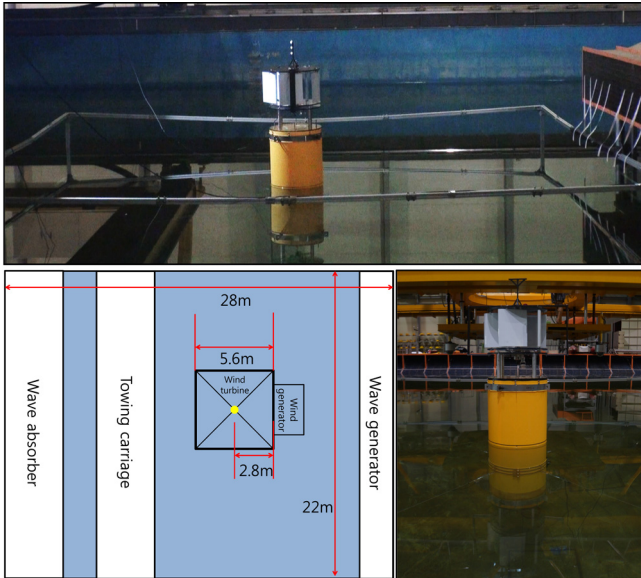 28m
5.6m
Wind
turbine
Wind
generator
2.8m
22m
Wave absorber
Towing carriage
Wave generator